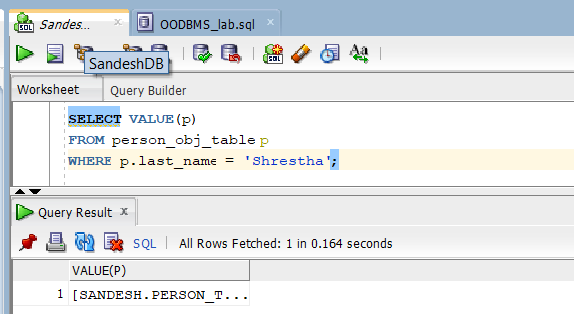 Sandes... OODBMS_lab.sql
SandeshDB
Worksheet Query Builder
SELECT VALUE(p)
FROM person_obj_table p
WHERE p.last_name = 'Shrestha';
Query Result x
SQL All Rows Fetched: 1 in 0.164 seconds
VALUE(P)
1 [SANDESH.PERSON_T...